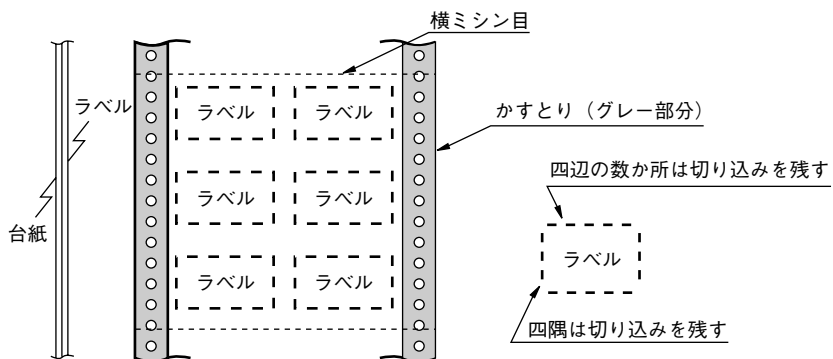 横ミシン目
ラベル
台紙
ラベル
ラベル
ラベル
ラベル
ラベル
ラベル
かすとり（グレー部分）
四辺の数か所は切り込みを残す
ラベル
四隅は切り込みを残す